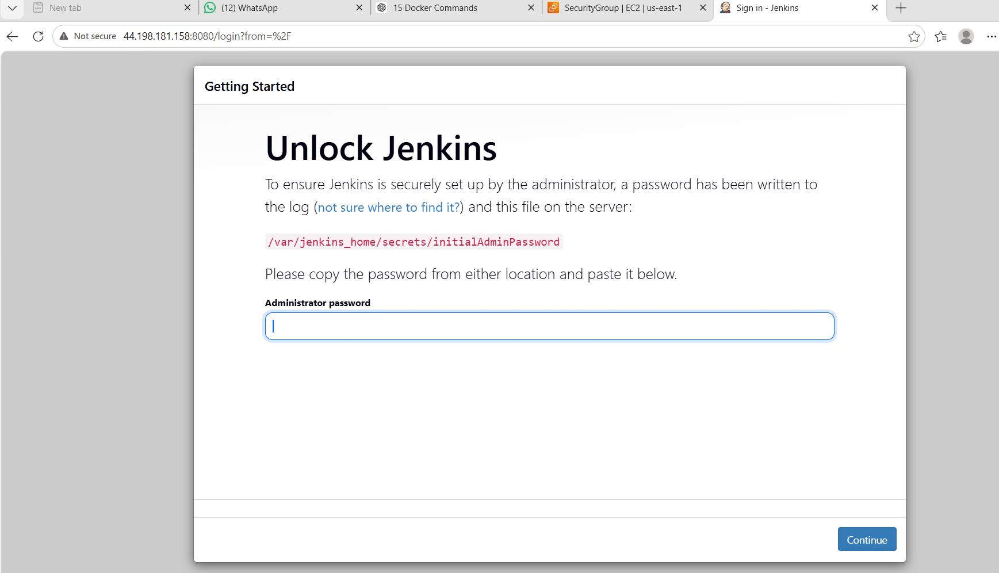 New tab
(12) WhatsApp
15 Docker Commands
SecurityGroup | EC2 | us-east-1
Sign in - Jenkins
Not secure 44.198.181.158:8080/login?from=%2F
Getting Started
Unlock Jenkins
To ensure Jenkins is securely set up by the administrator, a password has been written to
the log (not sure where to find it?) and this file on the server:
/var/jenkins_home/secrets/initialAdminPassword
Please copy the password from either location and paste it below.
Administrator password
Continue